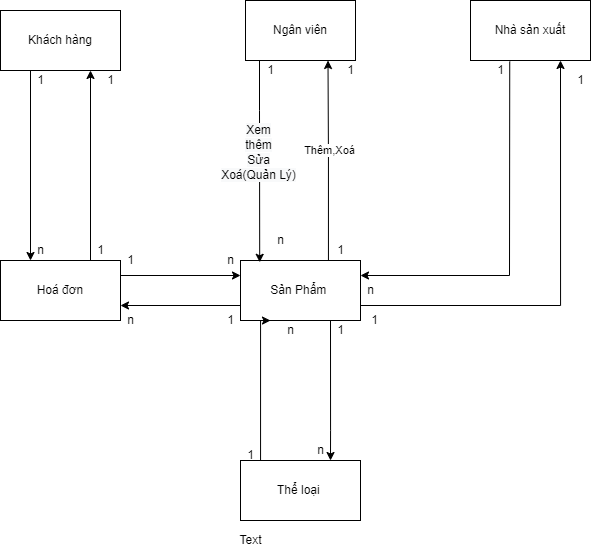 Khách hàng
Ngân viên
Nhà sản xuất
1
1
1
1
1
1
Xem
thêm
Sửa
Xoá(Quản Lý)
Thêm,Xoá
n
1
1
n
n
1
n
Hoá đơn
Sản Phẩm
n
1
n
1
1
1
n
Thể loại
Text